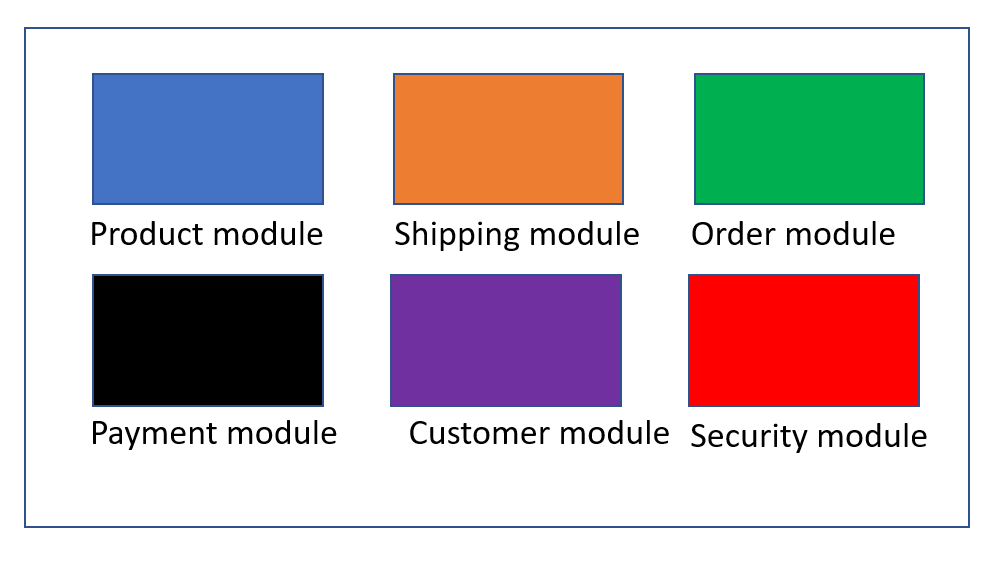 Product module
Shipping module
Order module
Payment module
Customer module
Security module